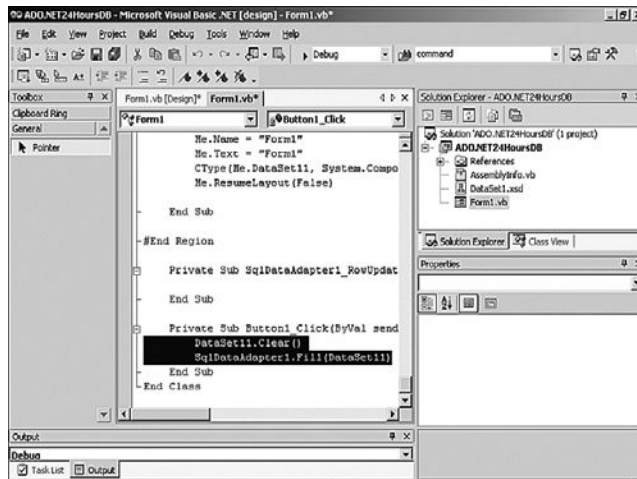 ADO.NET24HoursDB - Microsoft Visual Basic .NET [design] - Form1.vb*
File Edit View Project Build Debug Tools Window Help
Debug command
Toolbox
Clipboard Ring
General
Pointer
Form1.vb [Design]* Form1.vb*
Form1 Button1_Click
Me.Name = "Form1"
Me.Text = "Form1"
CType(Me.DataSet11, System.Compo
Me.ResumeLayout(False)
End Sub
#End Region
Private Sub SqlDataAdapter1_RowUpdat
End Sub
Private Sub Button1_Click(ByVal send
DataSet11.Clear()
SqlDataAdapter1.Fill(DataSet11)
End Sub
End Class
Solution Explorer - ADO.NET24HoursDB
Solution 'ADO.NET24HoursDB' (1 project)
ADO.NET24HoursDB
References
AssemblyInfo.vb
DataSet1.xsd
Form1.vb
Solution Explorer Class View
Properties
Output
Debug
Task List Output